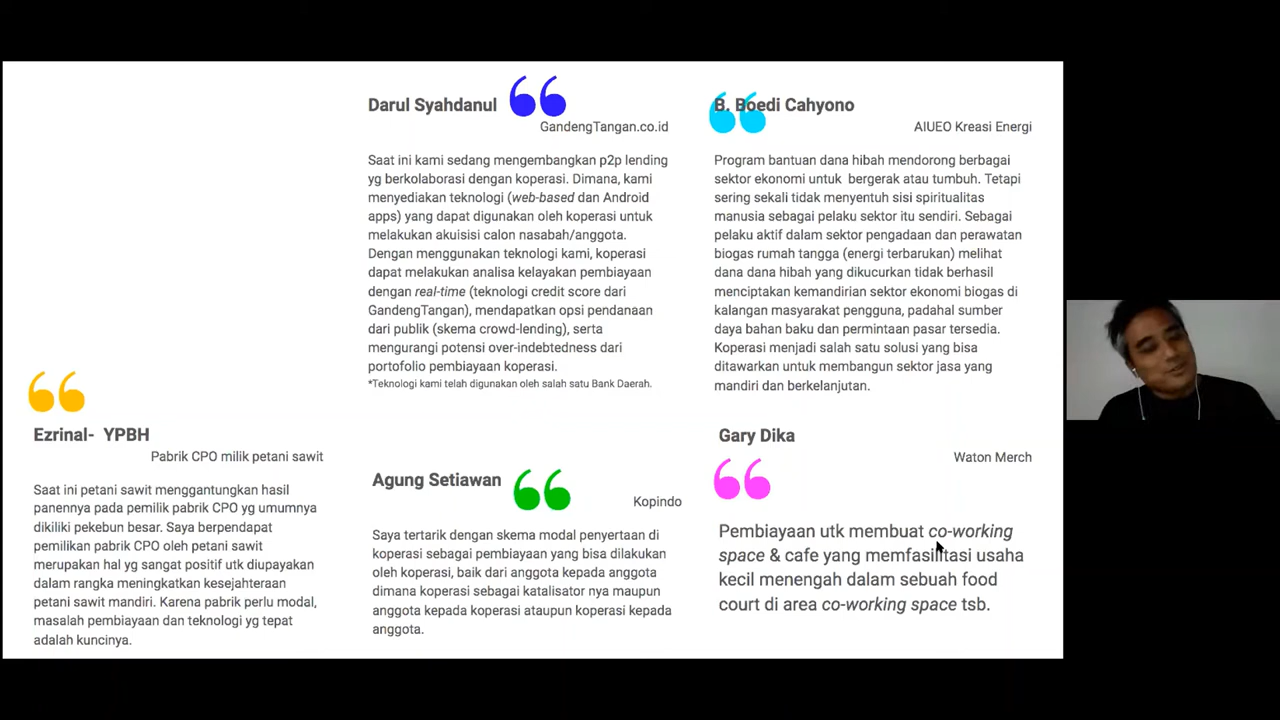 Darul Syahdanul
GandengTangan.co.id
Saat ini kami sedang mengembangkan p2p lending
yg berkolaborasi dengan koperasi. Dimana, kami
menyediakan teknologi (web-based dan Android
apps) yang dapat digunakan oleh koperasi untuk
melakukan akuisisi calon nasabah/anggota.
Dengan menggunakan teknologi kami, koperasi
dapat melakukan analisa kelayakan pembiayaan
dengan real-time (teknologi credit score dari
GandengTangan), mendapatkan opsi pendanaan
dari publik (skema crowd-lending), serta
mengurangi potensi over-indebtedness dari
portofolio pembiayaan koperasi.
*Teknologi kami telah digunakan oleh salah satu Bank Daerah.
B. Boedi Cahyono
AIUEO Kreasi Energi
Program bantuan dana hibah mendorong berbagai
sektor ekonomi untuk bergerak atau tumbuh. Tetapi
sering sekali tidak menyentuh sisi spiritualitas
manusia sebagai pelaku sektor itu sendiri. Sebagai
pelaku aktif dalam sektor pengadaan dan perawatan
biogas rumah tangga (energi terbarukan) melihat
dana dana hibah yang dikucurkan tidak berhasil
menciptakan kemandirian sektor ekonomi biogas di
kalangan masyarakat pengguna, padahal sumber
daya bahan baku dan permintaan pasar tersedia.
Koperasi menjadi salah satu solusi yang bisa
ditawarkan untuk membangun sektor jasa yang
mandiri dan berkelanjutan.
Ezrinal- YPBH
Pabrik CPO milik petani sawit
Saat ini petani sawit menggantungkan hasil
panennya pada pemilik pabrik CPO yg umumnya
dikiliki pekebun besar. Saya berpendapat
pemilikan pabrik CPO oleh petani sawit
merupakan hal yg sangat positif utk diupayakan
dalam rangka meningkatkan kesejahteraan
petani sawit mandiri. Karena pabrik perlu modal,
masalah pembiayaan dan teknologi yg tepat
adalah kuncinya.
Agung Setiawan
Kopindo
Saya tertarik dengan skema modal penyertaan di
koperasi sebagai pembiayaan yang bisa dilakukan
oleh koperasi, baik dari anggota kepada anggota
dimana koperasi sebagai katalisator nya maupun
anggota kepada koperasi ataupun koperasi kepada
anggota.
Gary Dika
Waton Merch
Pembiayaan utk membuat co-working
space & cafe yang memfasilitasi usaha
kecil menengah dalam sebuah food
court di area co-working space tsb.